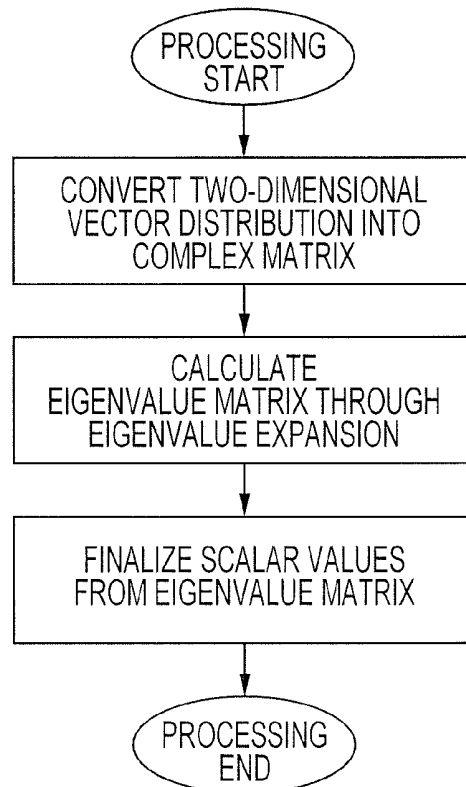 PROCESSING
START
CONVERT TWO-DIMENSIONAL
VECTOR DISTRIBUTION INTO
COMPLEX MATRIX
CALCULATE
EIGENVALUE MATRIX THROUGH
EIGENVALUE EXPANSION
FINALIZE SCALAR VALUES
FROM EIGENVALUE MATRIX
PROCESSING
END